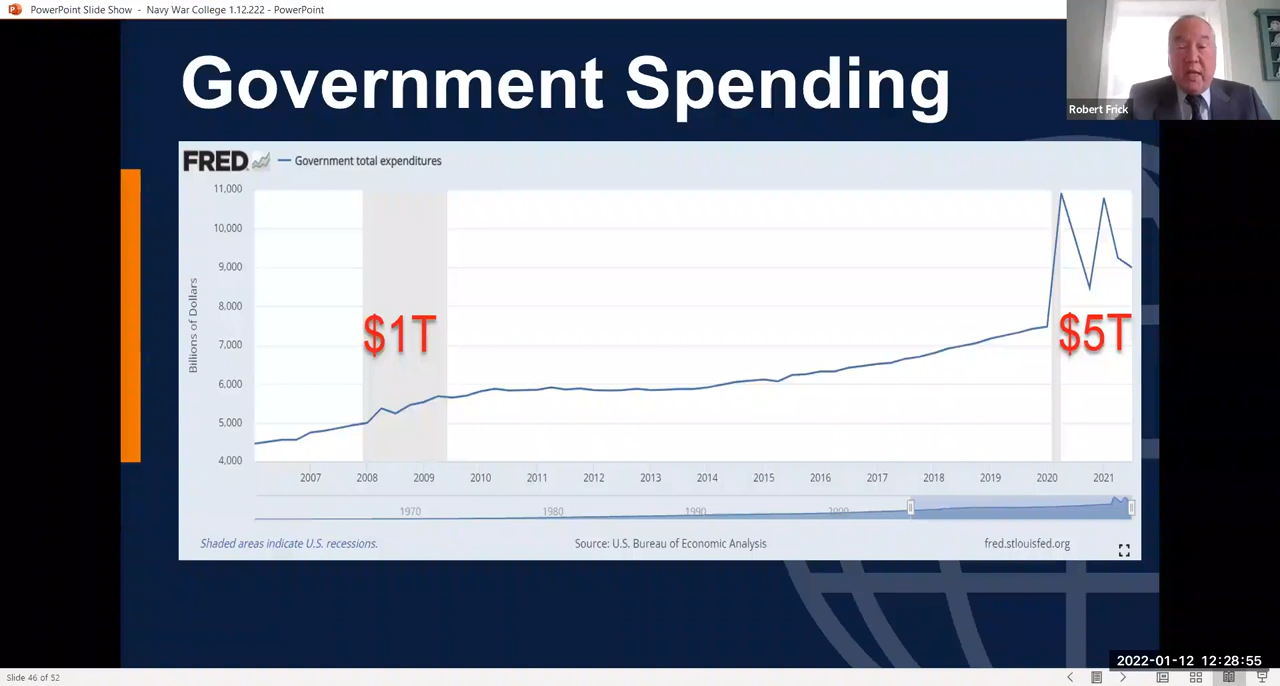 PowerPoint Slide Show - Navy War College 1.12.222 - PowerPoint
Robert Frick
Government Spending
FRED
Government total expenditures
Billions of Dollars
11,000
10,000
9,000
8,000
7,000
6,000
5,000
4,000
$1T
$5T
2007 2008 2009 2010 2011 2012 2013 2014 2015 2016 2017 2018 2019 2020 2021
1970 1980 1990 2000
Shaded areas indicate U.S. recessions. Source: U.S. Bureau of Economic Analysis fred.stlouisfed.org
2022-01-12 12:28:55
Slide 46 of 52